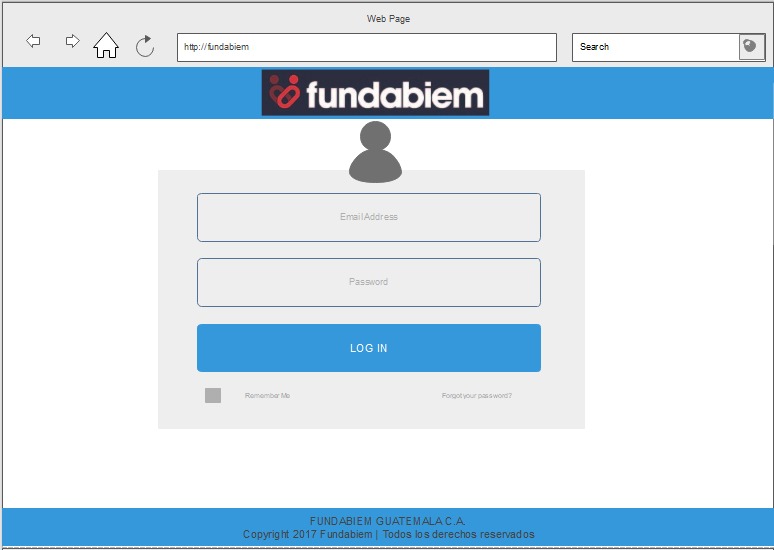 Web Page
http://fundabiem
Search
fundabiem
Email Address
Password
LOG IN
Remember Me
Forgot your password?
FUNDABIEM GUATEMALA C.A.
Copyright 2017 Fundabiem | Todos los derechos reservados